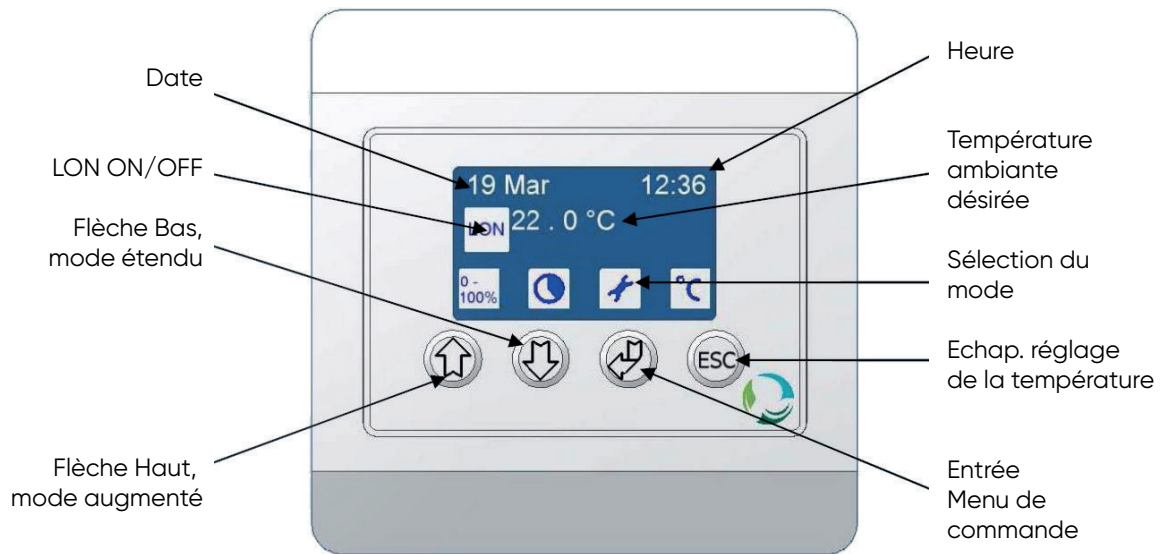 Date
LON ON/OFF
Flèche Bas,
mode étendu
Flèche Haut,
mode augmenté
19 Mar 12:36
LON 22 . 0 °C
0 -
100%
°C
ESC
Heure
Température
ambiante
désirée
Sélection du
mode
Echap. réglage
de la température
Entrée
Menu de
commande